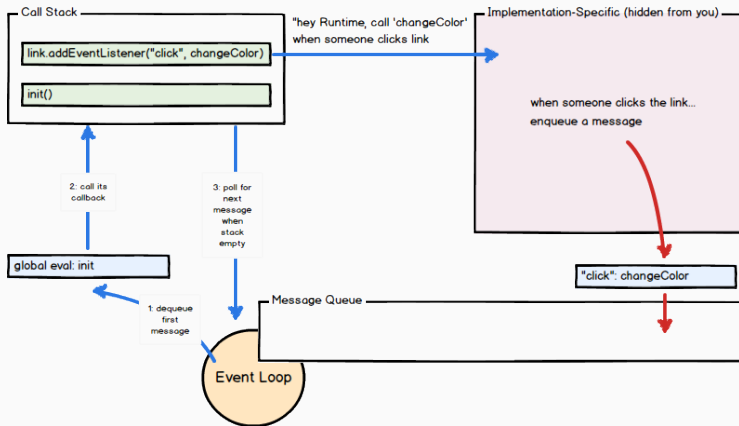 Call Stack
link.addEventListener("click", changeColor)
init()
"hey Runtime, call 'changeColor'
when someone clicks link
Implementation-Specific (hidden from you)
when someone clicks the link...
enqueue a message
2: call its
callback
3: poll for
next
message
when
stack
empty
global eval: init
"click": changeColor
1: dequeue
first
message
Message Queue
Event Loop